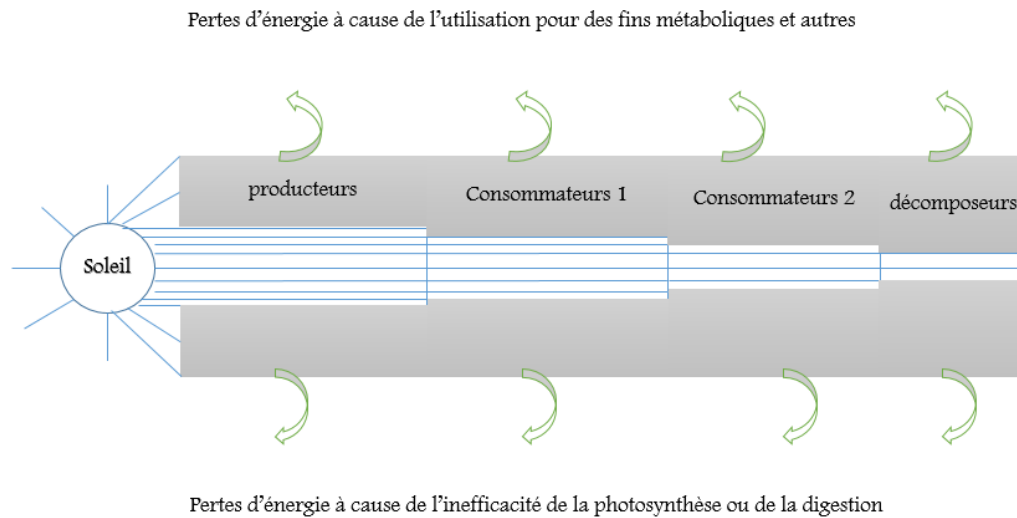 Pertes d'énergie à cause de l'utilisation pour des fins métaboliques et autres
producteurs
Consommateurs 1
Consommateurs 2
décomposeurs
Soleil
Pertes d'énergie à cause de l'inefficacité de la photosynthèse ou de la digestion